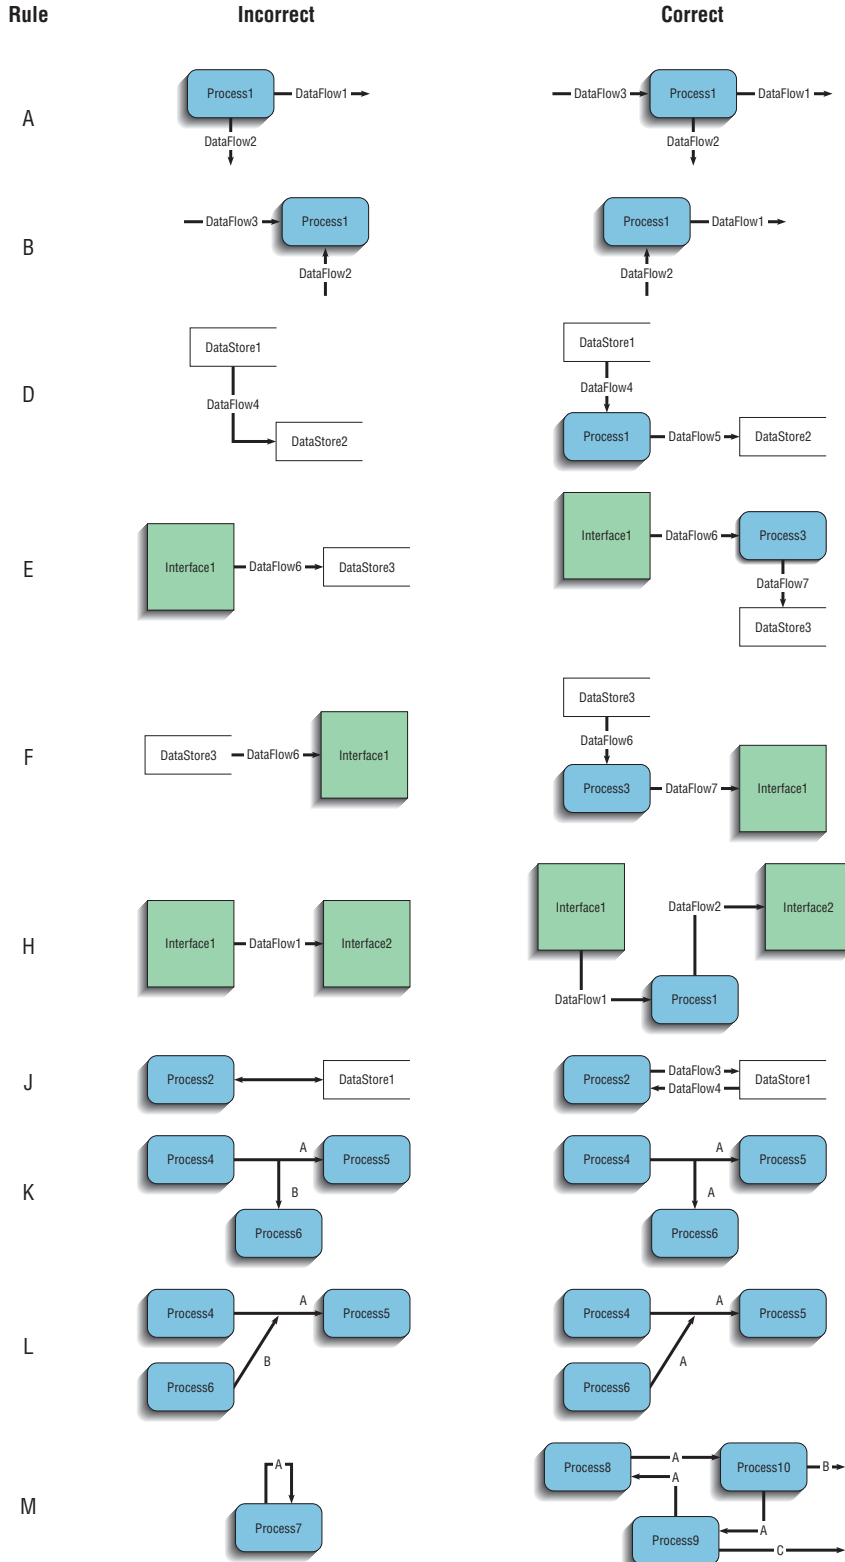 Rule Incorrect Correct
A
Process1 DataFlow1
DataFlow2
DataFlow3 Process1 DataFlow1
DataFlow2
B
DataFlow3 Process1
DataFlow2
Process1 DataFlow1
DataFlow2
D
DataStore1
DataFlow4
DataStore2
DataStore1
DataFlow4
Process1 DataFlow5 DataStore2
E
Interface1 DataFlow6 DataStore3
Interface1 DataFlow6 Process3
DataFlow7
DataStore3
F
DataStore3 DataFlow6 Interface1
DataStore3
DataFlow6
Process3 DataFlow7 Interface1
H
Interface1 DataFlow1 Interface2
Interface1 DataFlow2 Interface2
DataFlow1 Process1
J
Process2 DataStore1
Process2 DataFlow3 DataStore1
DataFlow4
K
Process4 A Process5
B
Process6
Process4 A Process5
A
Process6
L
Process4 A Process5
B
Process6
Process4 A Process5
A
Process6
M
A
Process7
Process8 A Process10 B
A
A
Process9 C